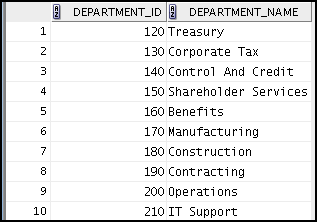 DEPARTMENT_ID DEPARTMENT_NAME
1 120 Treasury
2 130 Corporate Tax
3 140 Control And Credit
4 150 Shareholder Services
5 160 Benefits
6 170 Manufacturing
7 180 Construction
8 190 Contracting
9 200 Operations
10 210 IT Support